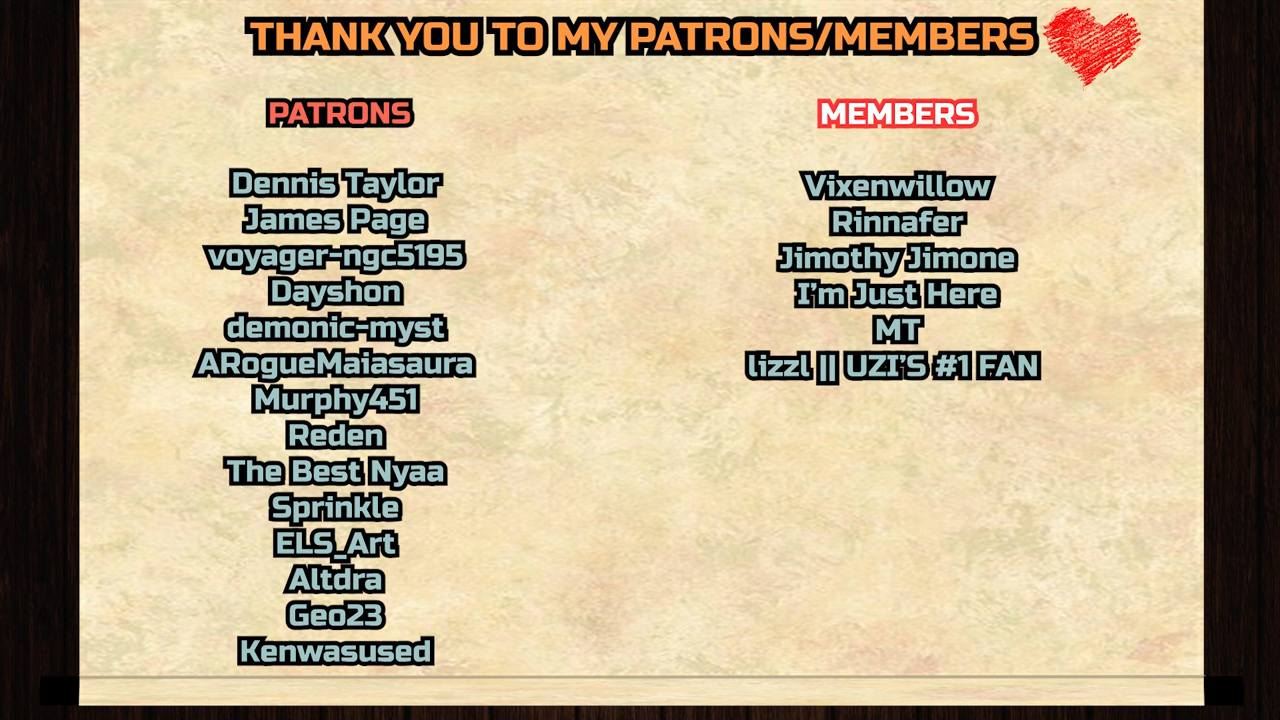 THANK YOU TO MY PATRONS/MEMBERS
PATRONS
Dennis Taylor
James Page
voyager-ngc5195
Dayshon
demonic-myst
ARogueMaiasaura
Murphy451
Reden
The Best Nyaa
Sprinkle
ELS_Art
Altdra
Geo23
Kenwasused
MEMBERS
Vixenwillow
Rinnafer
Jimothy Jimone
I'm Just Here
MT
lizzl || UZI'S #1 FAN